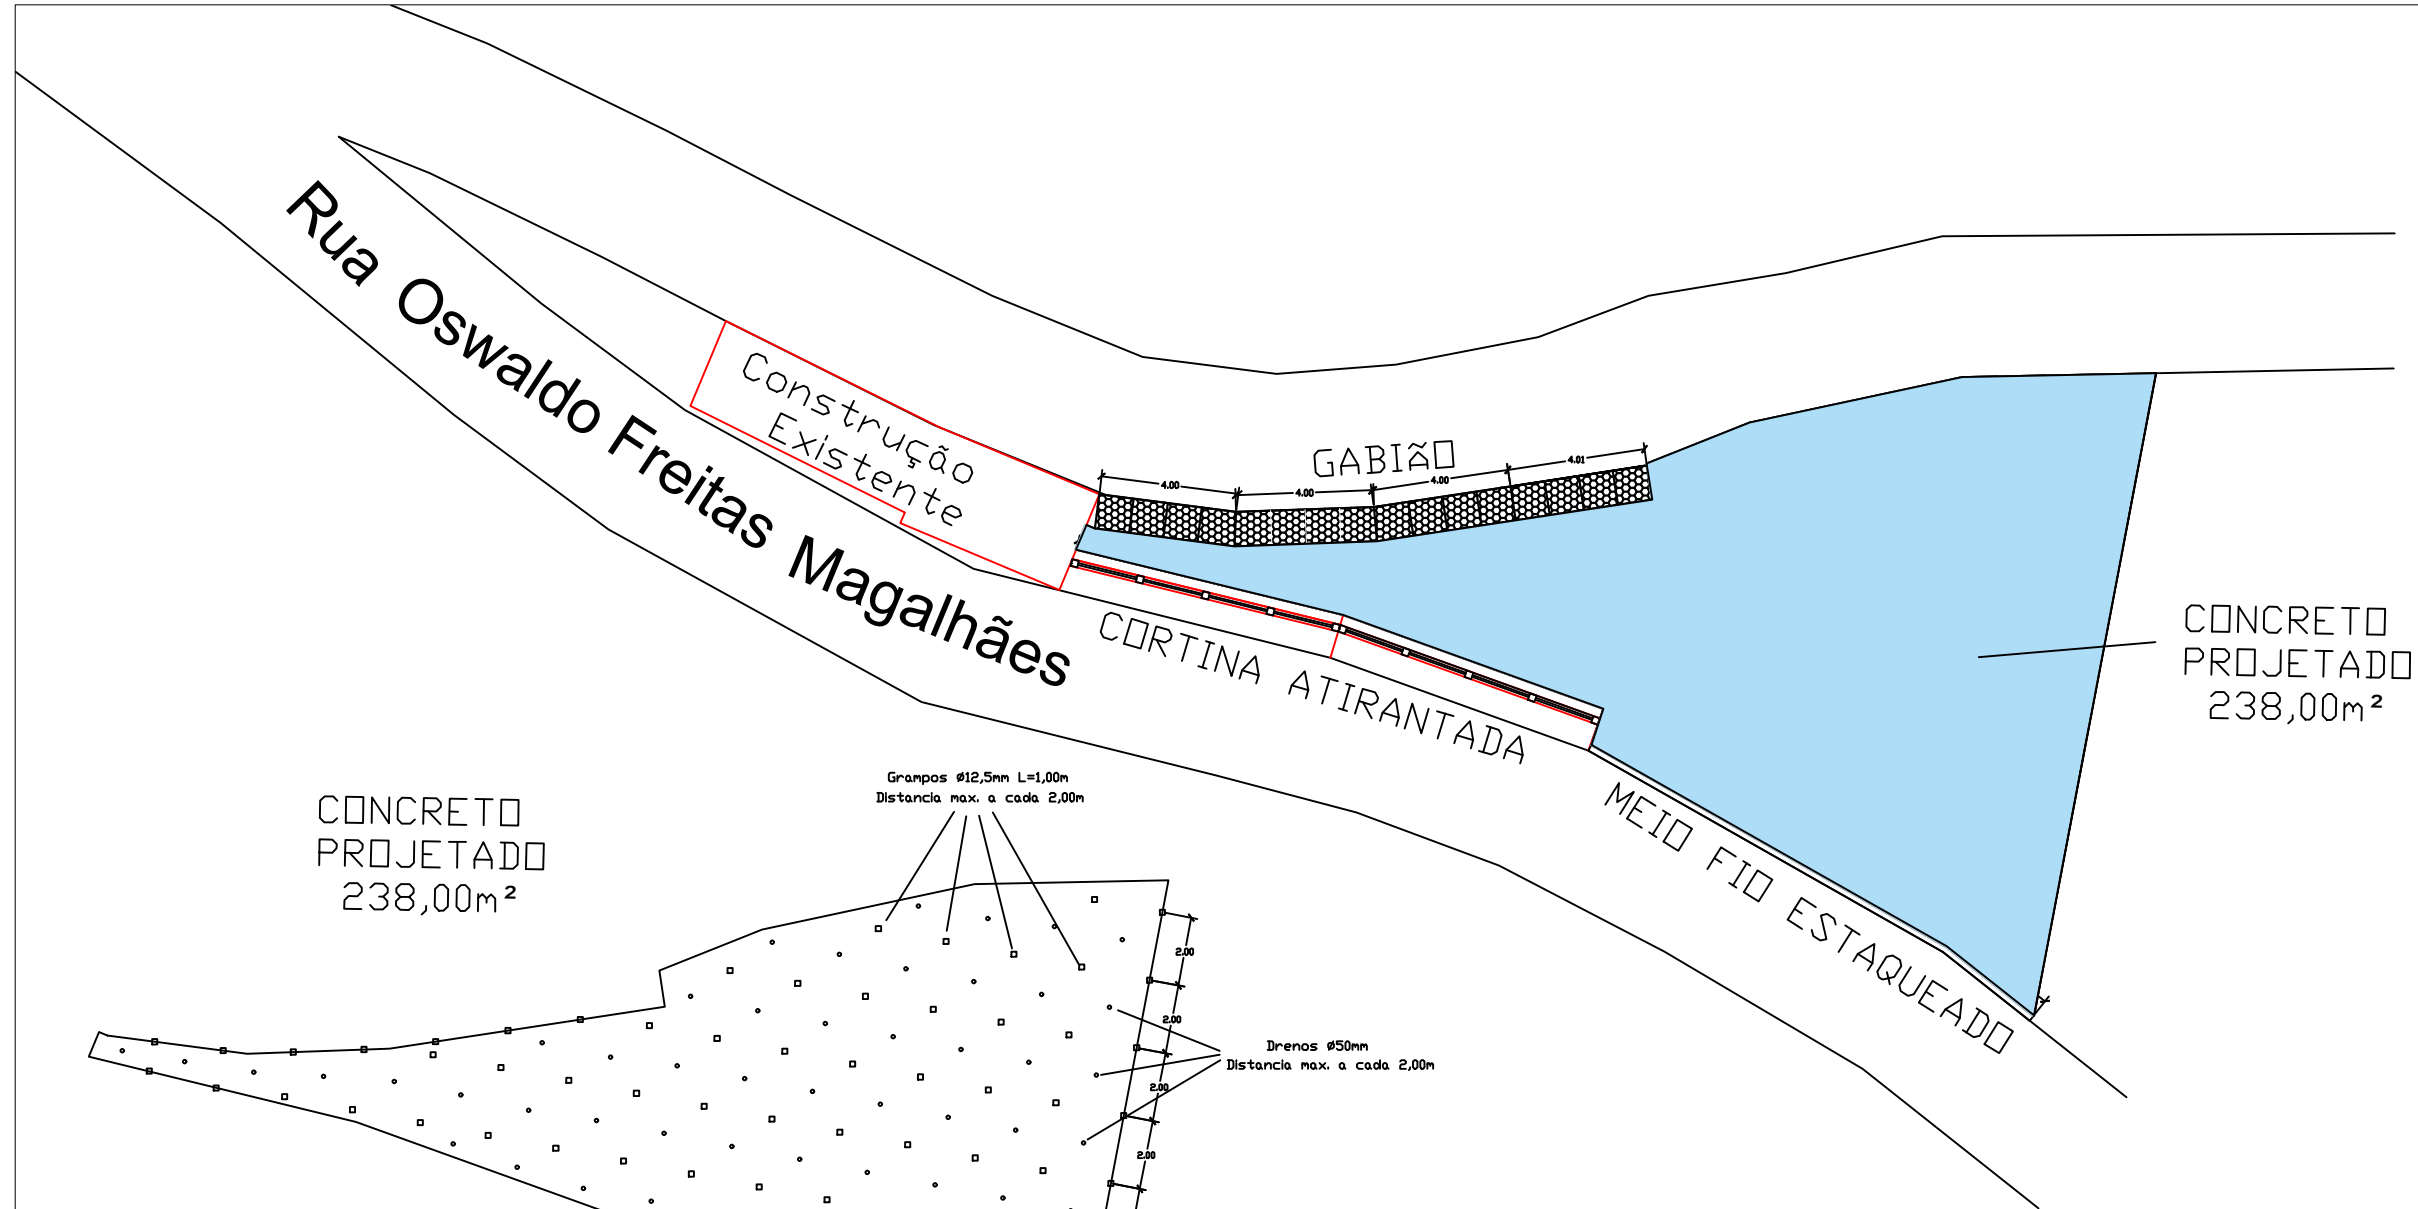 Rua Oswaldo Freitas Magalhães
Construção
Existente
GABIÃO
4.00
4.00
4.00
4.01
CORTINA ATIRANTADA
MEIO FIO ESTAQUEADO
CONCRETO
PROJETADO
238,00m²
CONCRETO
PROJETADO
238,00m²
Grampos Ø12,5mm L=1,00m
Distancia max. a cada 2,00m
2.00
2.00
2.00
2.00
Drenos Ø50mm
Distancia max. a cada 2,00m